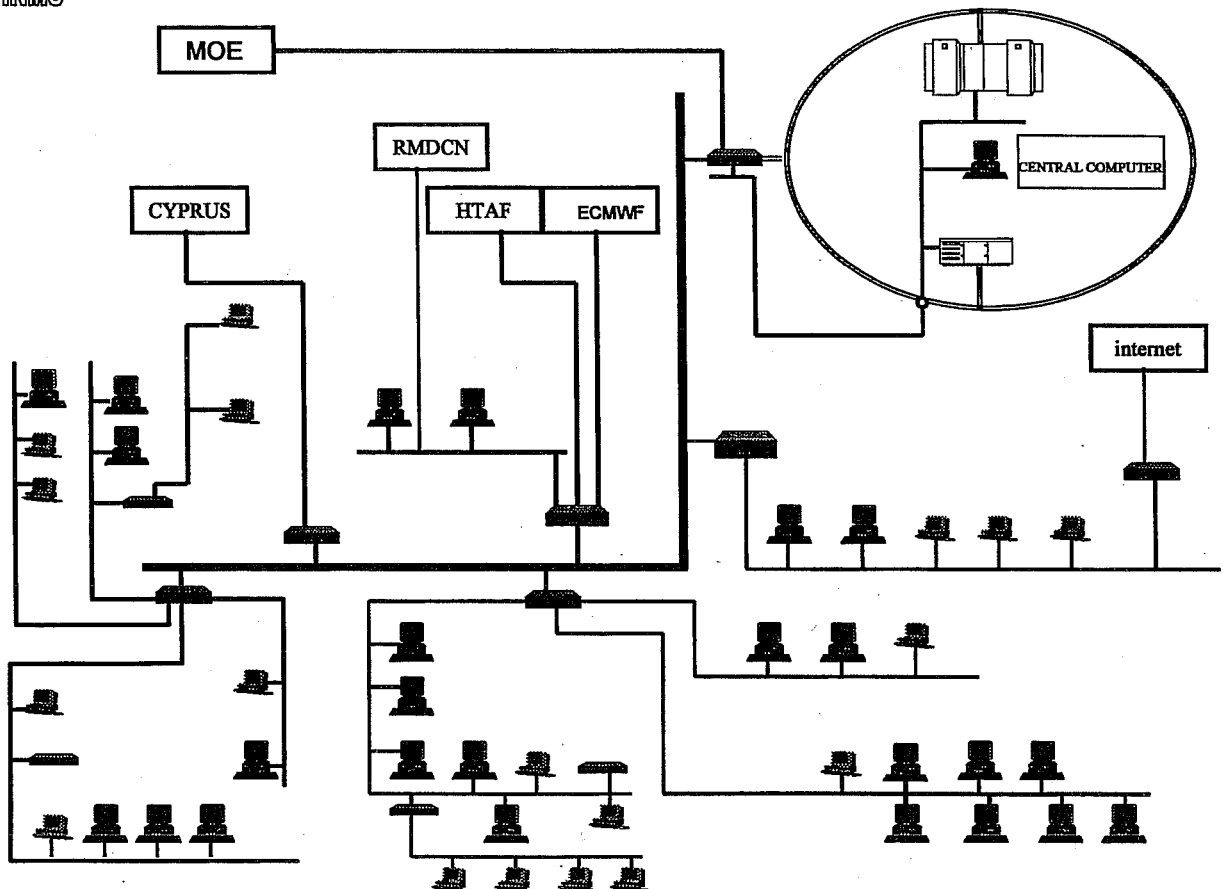 MOE
RMDCN
CENTRAL COMPUTER
CYPRUS
HTAF
ECMWF
internet